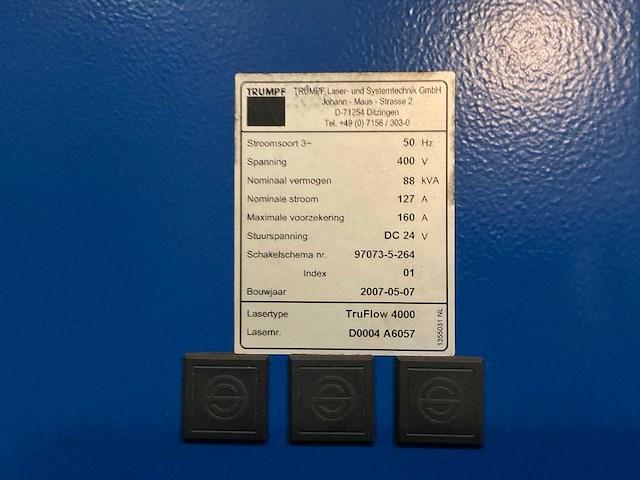 TRUMPF
TRUMPF Laser- und Systemtechnik GmbH
Johann - Maus - Strasse 2
D-71254 Ditzingen
Tel. +49 (0) 7156 / 303-0
Stroomsoort 3~ 50 Hz
Spanning 400 V
Nominaal vermogen 88 kVA
Nominale stroom 127 A
Maximale voorzekering 160 A
Stuurspanning DC 24 V
Schakelschema nr. 97073-5-264
Index 01
Bouwjaar 2007-05-07
Lasertype TruFlow 4000
Lasernr. D0004 A6057
1355031 NL